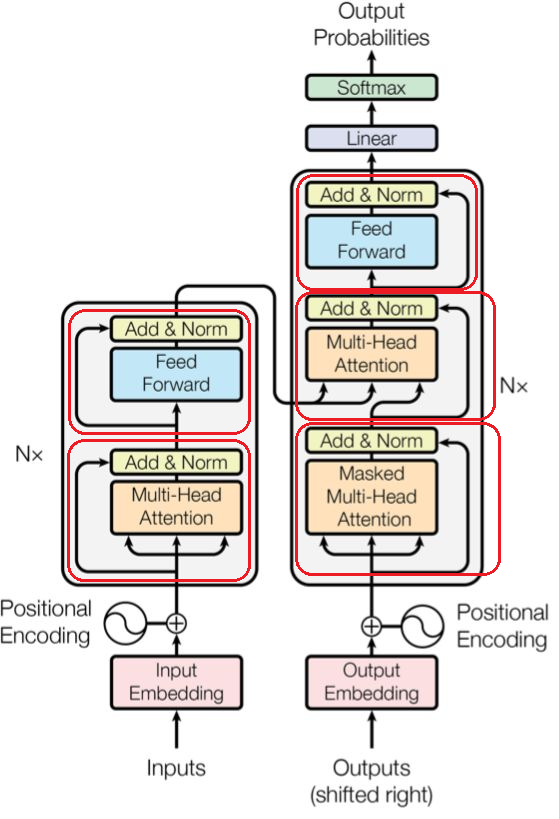 Output
Probabilities
Softmax
Linear
Add & Norm
Feed
Forward
Add & Norm
Multi-Head
Attention
Nx
Add & Norm
Masked
Multi-Head
Attention
Add & Norm
Feed
Forward
Nx
Add & Norm
Multi-Head
Attention
Positional
Encoding
Positional
Encoding
Input
Embedding
Output
Embedding
Inputs
Outputs
(shifted right)